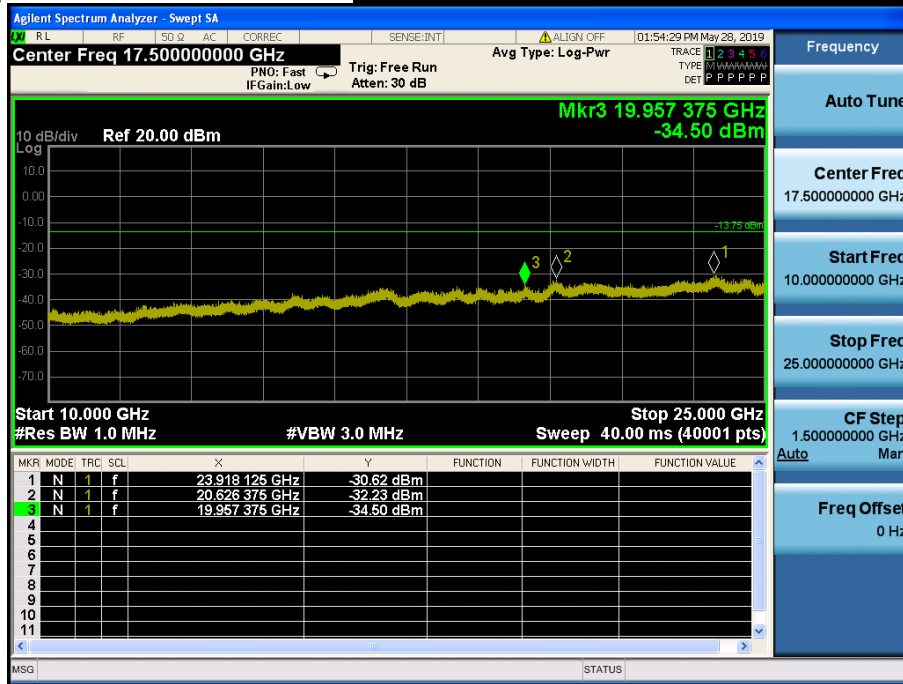 Agilent Spectrum Analyzer - Swept SA
LXI RL RF 50 Ω AC CORREC SENSE:INT ALIGN OFF 01:54:29 PM May 28, 2019
Center Freq 17.500000000 GHz
PNO: Fast
IFGain:Low
Trig: Free Run
Atten: 30 dB
Avg Type: Log-Pwr
TRACE 1 2 3 4 5 6
TYPE M WWWWW
DET P P P P P P
Mkr3 19.957 375 GHz
-34.50 dBm
10 dB/div Ref 20.00 dBm
Log
10.0
0.00
-10.0
-13.75 dBm
-20.0
3 2 1
-30.0
-40.0
-50.0
-60.0
-70.0
Start 10.000 GHz Stop 25.000 GHz
#Res BW 1.0 MHz #VBW 3.0 MHz Sweep 40.00 ms (40001 pts)
MKR MODE TRC SCL X Y FUNCTION FUNCTION WIDTH FUNCTION VALUE
1 N 1 f 23.918 125 GHz -30.62 dBm
2 N 1 f 20.626 375 GHz -32.23 dBm
3 N 1 f 19.957 375 GHz -34.50 dBm
4
5
6
7
8
9
10
11
MSG STATUS
Frequency
Auto Tune
Center Freq
17.500000000 GHz
Start Freq
10.000000000 GHz
Stop Freq
25.000000000 GHz
CF Step
1.500000000 GHz
Auto Man
Freq Offset
0 Hz